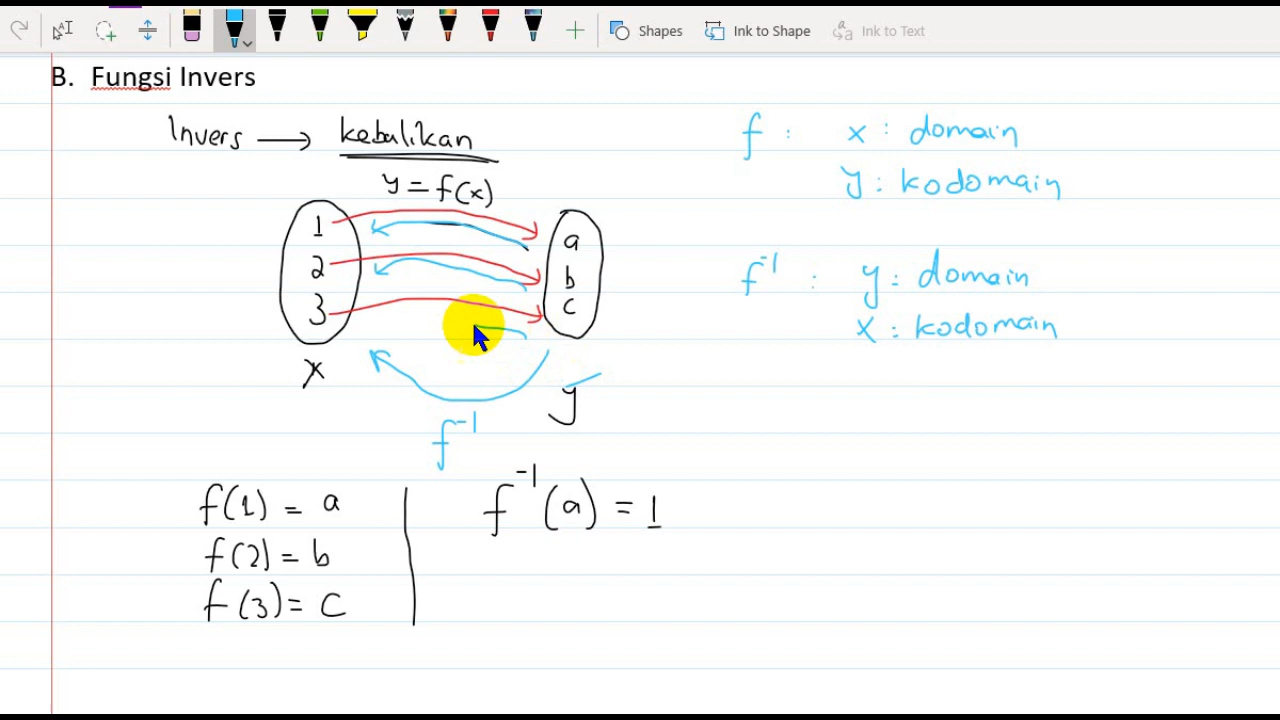 Shapes Ink to Shape Ink to Text
B. Fungsi Invers
Invers → kebalikan
y = f(x)
1
2
3
x
a
b
c
y
f⁻¹
f : x : domain
y : kodomain
f⁻¹ : y : domain
x : kodomain
f(1) = a
f(2) = b
f(3) = c
f⁻¹(a) = 1